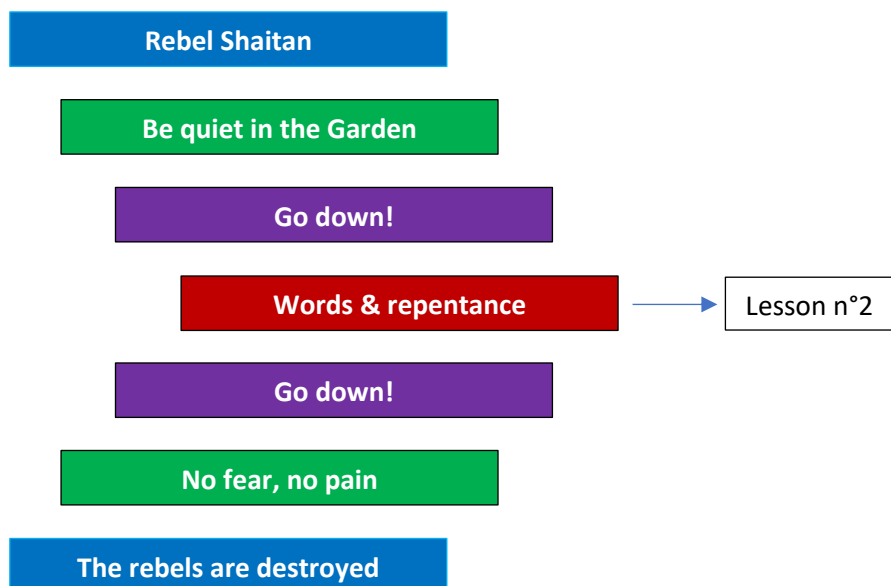 Rebel Shaitan
Be quiet in the Garden
Go down!
Words & repentance
Lesson n°2
Go down!
No fear, no pain
The rebels are destroyed